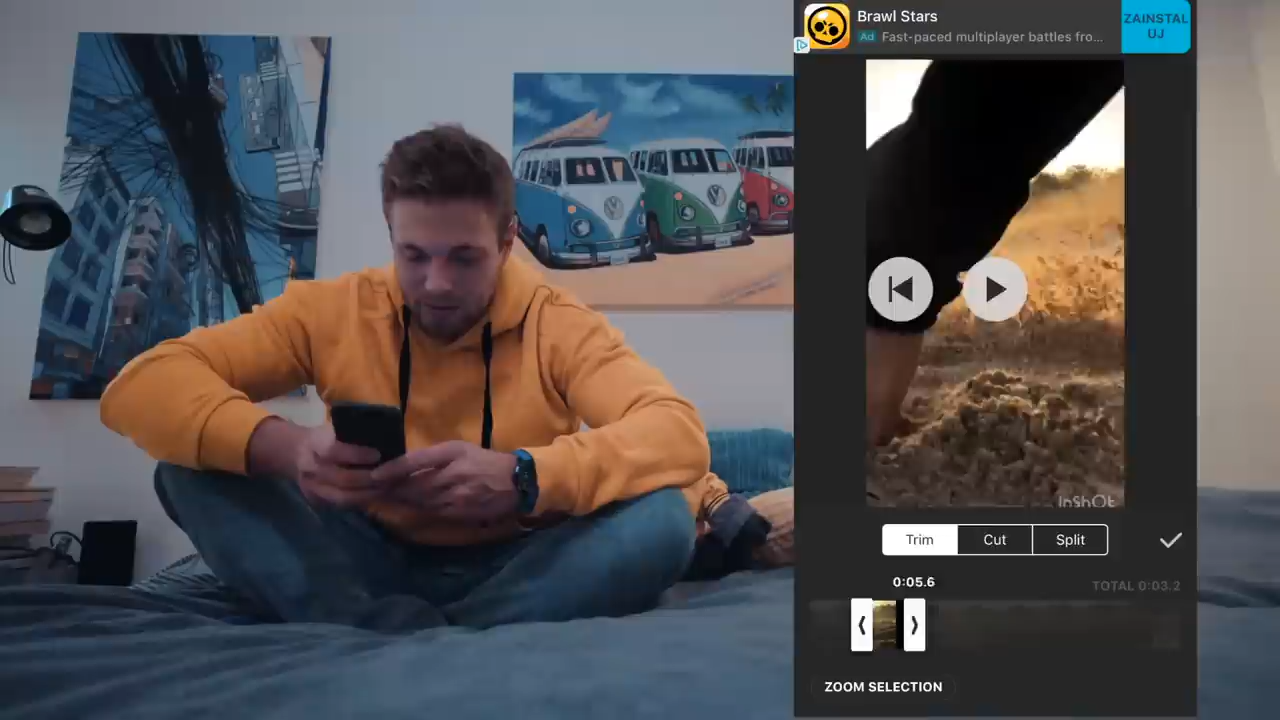 Brawl Stars
Ad Fast-paced multiplayer battles fro...
ZAINSTAL
UJ
InShOt
Trim
Cut
Split
0:05.6
TOTAL 0:03.2
ZOOM SELECTION